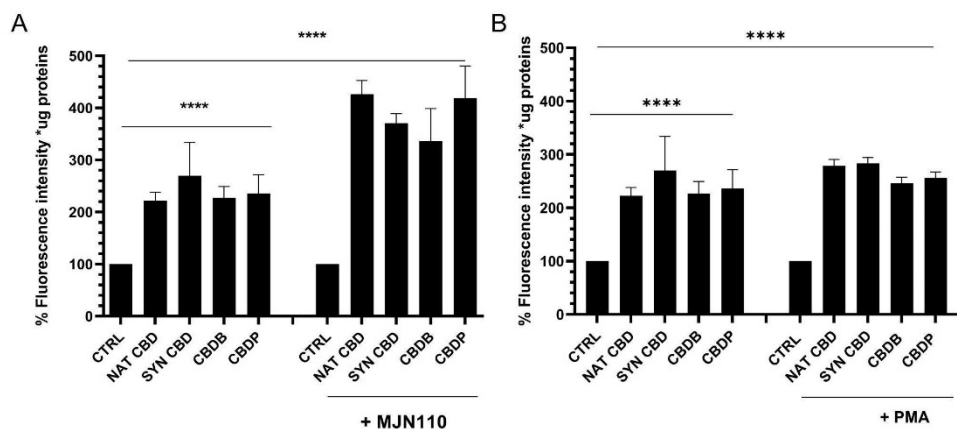 A
B
% Fluorescence intensity *ug proteins
500
400
300
200
100
0
****
****
CTRL
NAT CBD
SYN CBD
CBDB
CBDP
CTRL
NAT CBD
SYN CBD
CBDB
CBDP
+ MJN110
% Fluorescence intensity *ug proteins
500
400
300
200
100
0
****
****
CTRL
NAT CBD
SYN CBD
CBDB
CBDP
CTRL
NAT CBD
SYN CBD
CBDB
CBDP
+ PMA